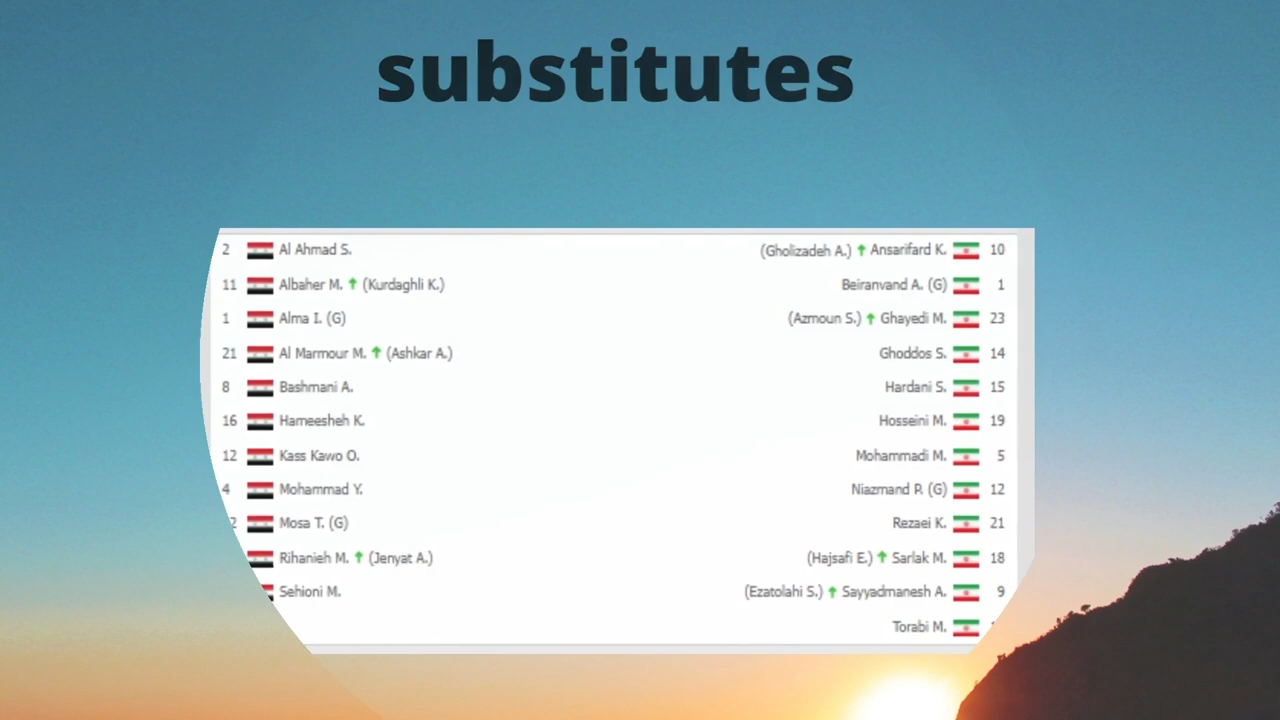 substitutes
2 Al Ahmad S. (Gholizadeh A.) ↑ Ansarifard K. 10
11 Albaher M. ↑ (Kurdaghli K.) Beiranvand A. (G) 1
1 Alma I. (G) (Azmoun S.) ↑ Ghayedi M. 23
21 Al Marmour M. ↑ (Ashkar A.) Ghoddos S. 14
8 Bashmani A. Hardani S. 15
16 Hameesheh K. Hosseini M. 19
12 Kass Kawo O. Mohammadi M. 5
4 Mohammad Y. Niazmand P. (G) 12
2 Mosa T. (G) Rezaei K. 21
Rihanieh M. ↑ (Jenyat A.) (Hajsafi E.) ↑ Sarlak M. 18
Sehioni M. (Ezatolahi S.) ↑ Sayyadmanesh A. 9
Torabi M.